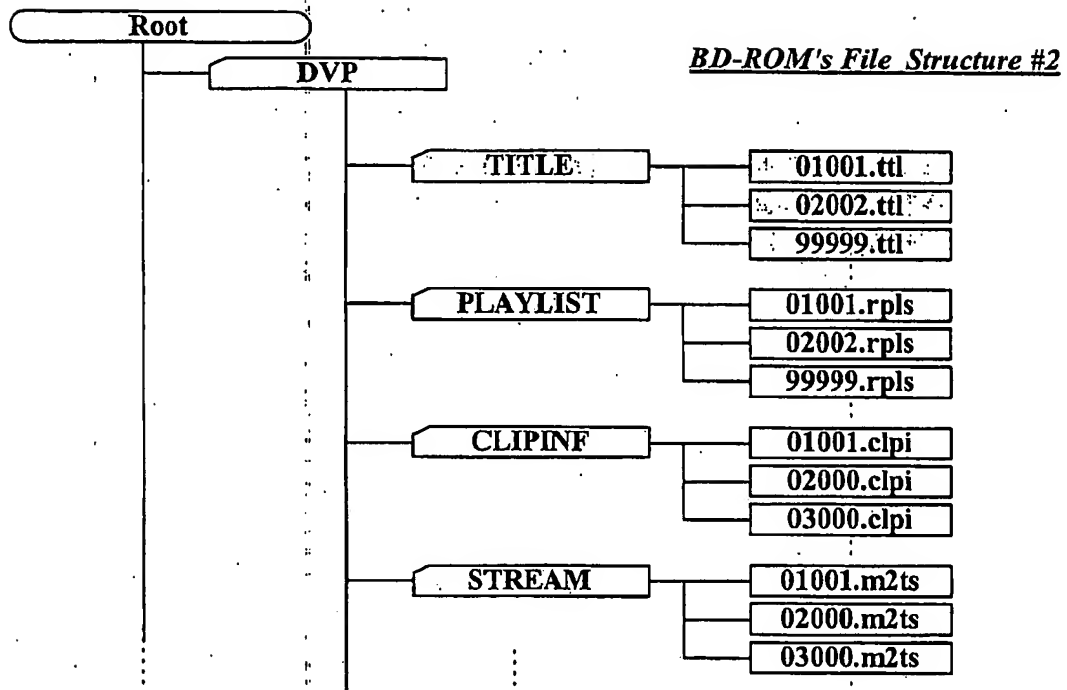 Root
DVP
BD-ROM's File Structure #2
TITLE
01001.ttl
02002.ttl
99999.ttl
PLAYLIST
01001.rpls
02002.rpls
99999.rpls
CLIPINF
01001.clpi
02000.clpi
03000.clpi
STREAM
01001.m2ts
02000.m2ts
03000.m2ts